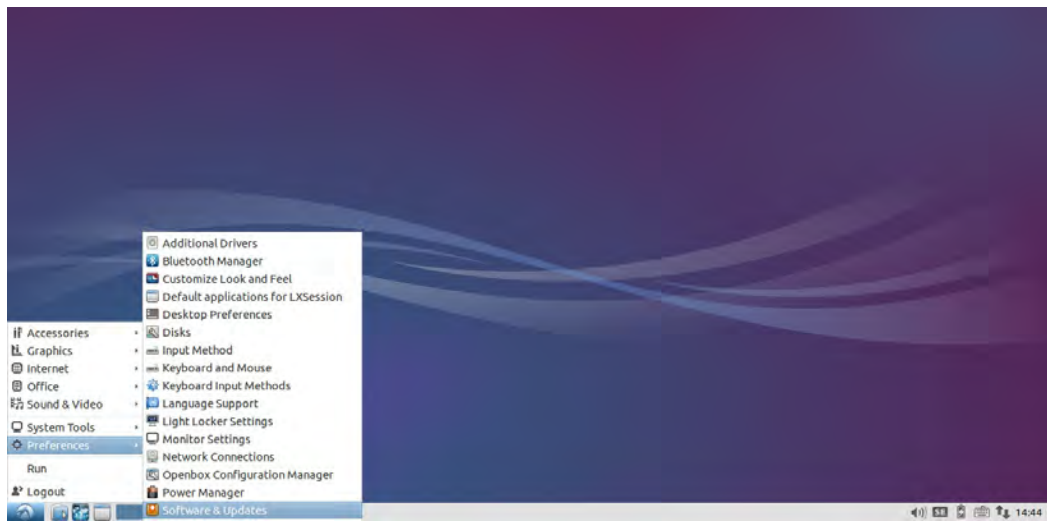 Additional Drivers
Bluetooth Manager
Customize Look and Feel
Default applications for LXSession
Desktop Preferences
Disks
Input Method
Keyboard and Mouse
Keyboard Input Methods
Language Support
Light Locker Settings
Monitor Settings
Network Connections
Openbox Configuration Manager
Power Manager
Software & Updates
Accessories
Graphics
Internet
Office
Sound & Video
System Tools
Preferences
Run
Logout
SE
14:44